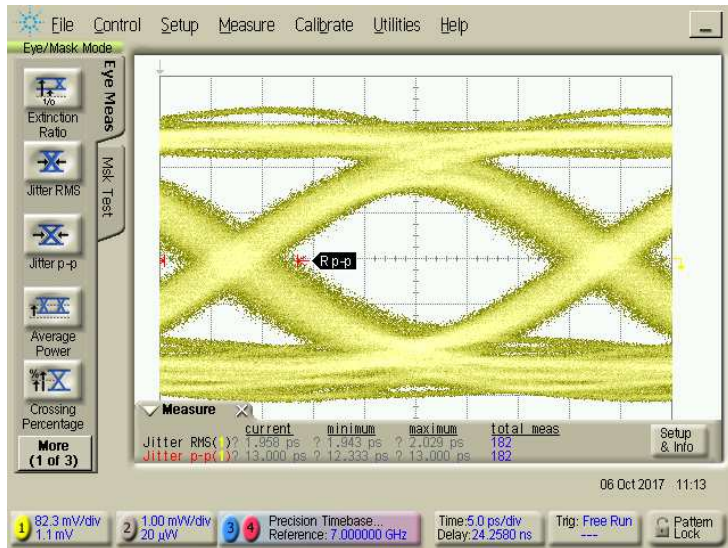 File Control Setup Measure Calibrate Utilities Help
Eye/Mask Mode
Eye Meas
Msk Test
Extinction
Ratio
Jitter RMS
Jitter p-p
Average
Power
Crossing
Percentage
More
(1 of 3)
R p-p
Measure
current minimum maximum total meas
Jitter RMS(1)? 1.958 ps ? 1.943 ps ? 2.029 ps 182
Jitter p-p(1)? 13.000 ps ? 12.333 ps ? 13.000 ps 182
Setup
& Info
06 Oct 2017 11:13
1 82.3 mV/div
1.1 mV
2 1.00 mW/div
20 µW
3 4 Precision Timebase...
Reference: 7.000000 GHz
Time:5.0 ps/div
Delay:24.2580 ns
Trig: Free Run
---
Pattern
Lock